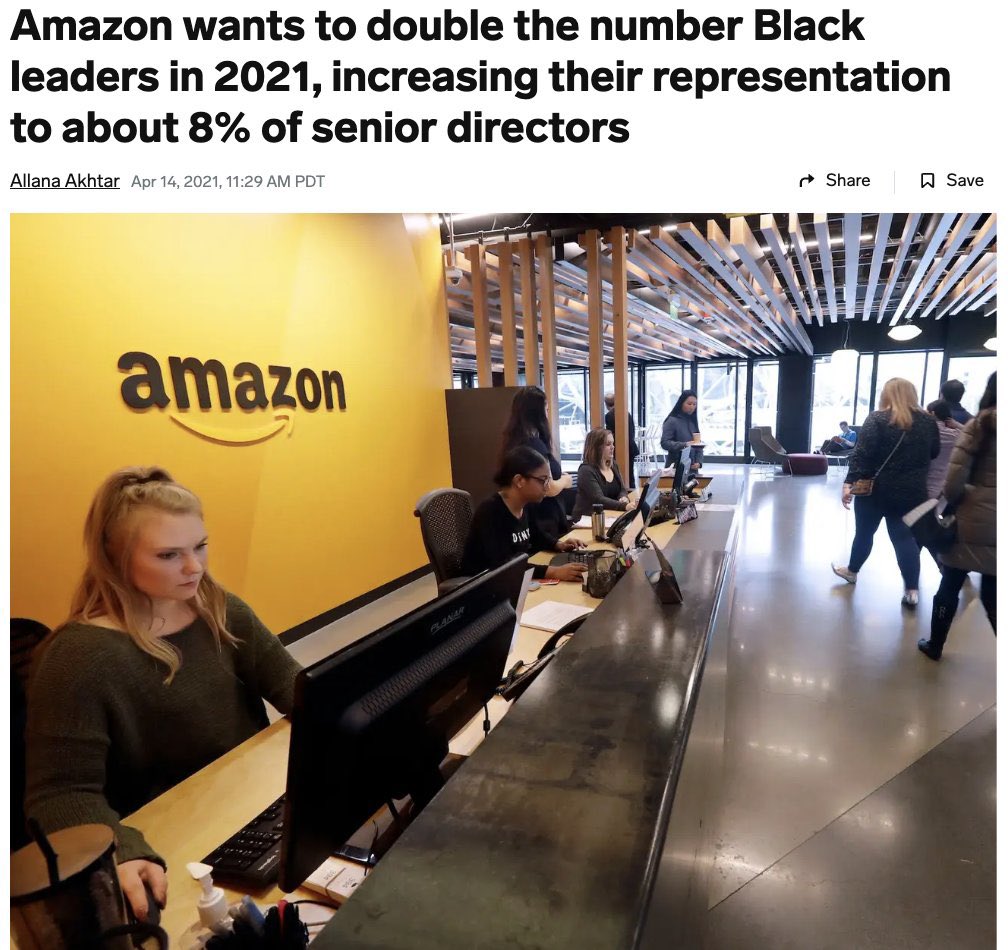 Amazon wants to double the number Black
leaders in 2021, increasing their representation
to about 8% of senior directors
Allana Akhtar Apr 14, 2021, 11:29 AM PDT Share Save
amazon
PLANAR